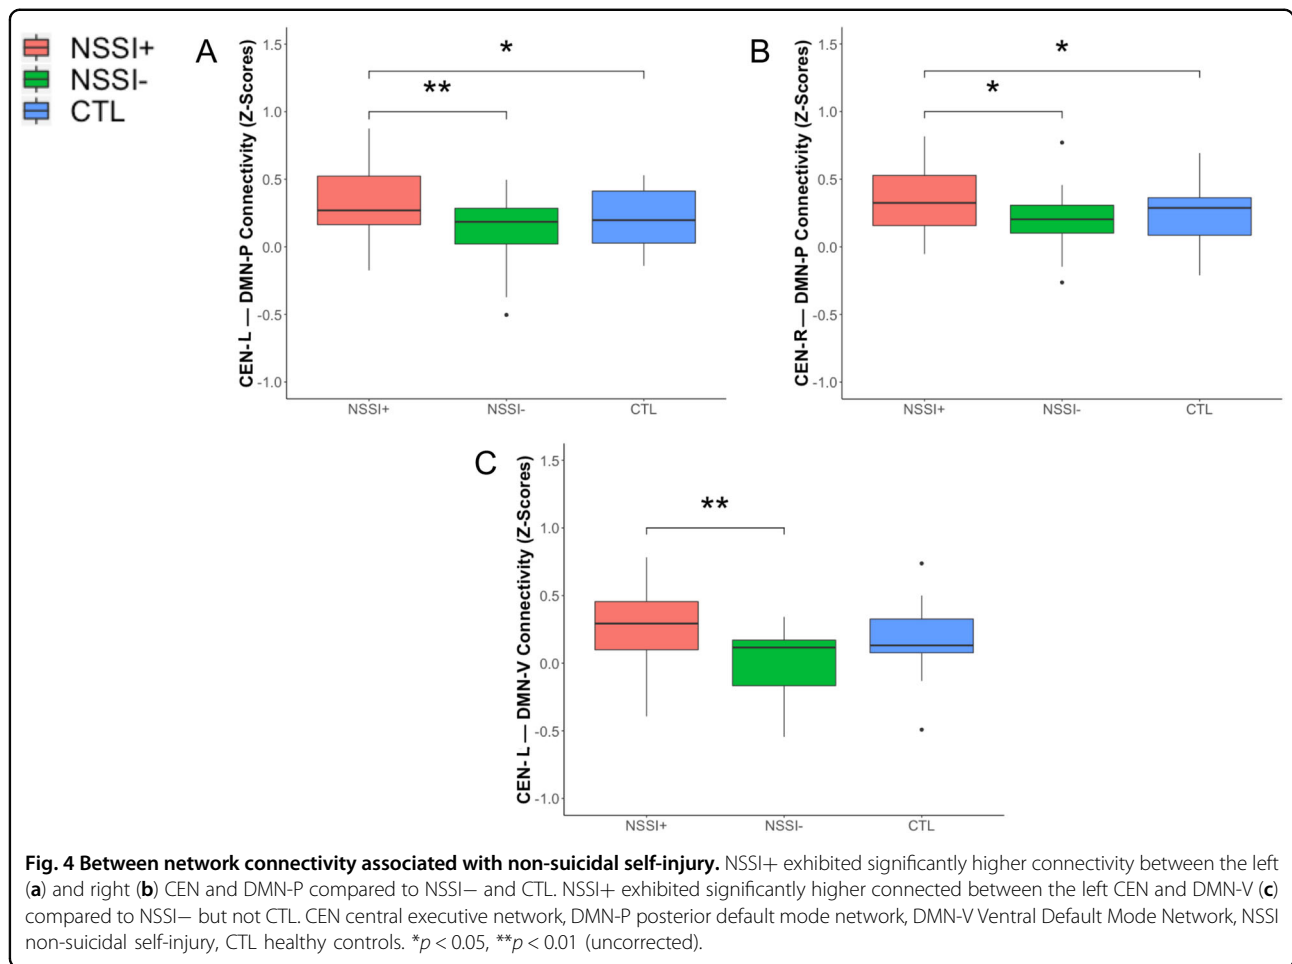 NSSI+
NSSI-
CTL
A
CEN-L — DMN-P Connectivity (Z-Scores)
1.5
1.0
0.5
0.0
-0.5
-1.0
*
**
NSSI+ NSSI- CTL
B
CEN-R — DMN-P Connectivity (Z-Scores)
1.5
1.0
0.5
0.0
-0.5
-1.0
*
*
NSSI+ NSSI- CTL
C
CEN- L — DMN-V Connectivity (Z-Scores)
1.5
1.0
0.5
0.0
-0.5
-1.0
**
NSSI+ NSSI- CTL
Fig. 4 Between network connectivity associated with non-suicidal self-injury. NSSI+ exhibited significantly higher connectivity between the left
(a) and right (b) CEN and DMN-P compared to NSSI− and CTL. NSSI+ exhibited significantly higher connected between the left CEN and DMN-V (c)
compared to NSSI− but not CTL. CEN central executive network, DMN-P posterior default mode network, DMN-V Ventral Default Mode Network, NSSI
non-suicidal self-injury, CTL healthy controls. *p < 0.05, **p < 0.01 (uncorrected).